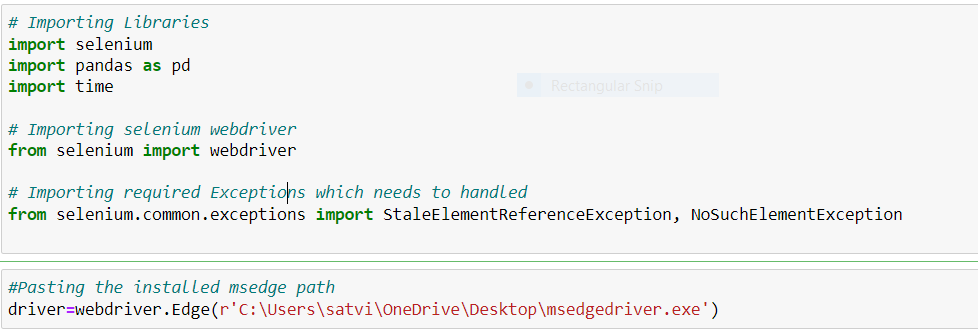 # Importing Libraries
import selenium
import pandas as pd
import time
Rectangular Snip
# Importing selenium webdriver
from selenium import webdriver
# Importing required Exceptions which needs to handled
from selenium.common.exceptions import StaleElementReferenceException, NoSuchElementException
#Pasting the installed msedge path
driver=webdriver.Edge(r'C:\Users\satvi\OneDrive\Desktop\msedgedriver.exe')